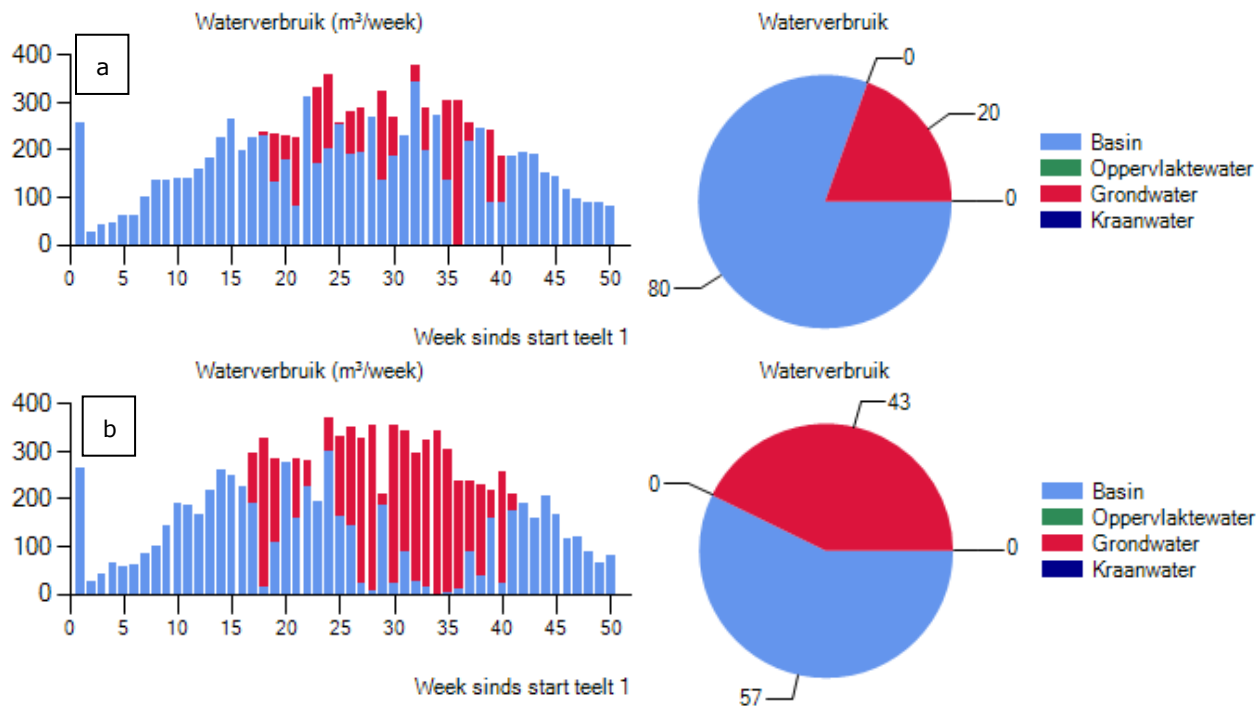 Waterverbruik (m³/week)
a
400
300
200
100
0
0 5 10 15 20 25 30 35 40 45 50
Week sinds start teelt 1
Waterverbruik
0
20
0
80
Basin
Oppervlaktewater
Grondwater
Kraanwater
Waterverbruik (m³/week)
b
400
300
200
100
0
0 5 10 15 20 25 30 35 40 45 50
Week sinds start teelt 1
Waterverbruik
43
0
0
57
Basin
Oppervlaktewater
Grondwater
Kraanwater